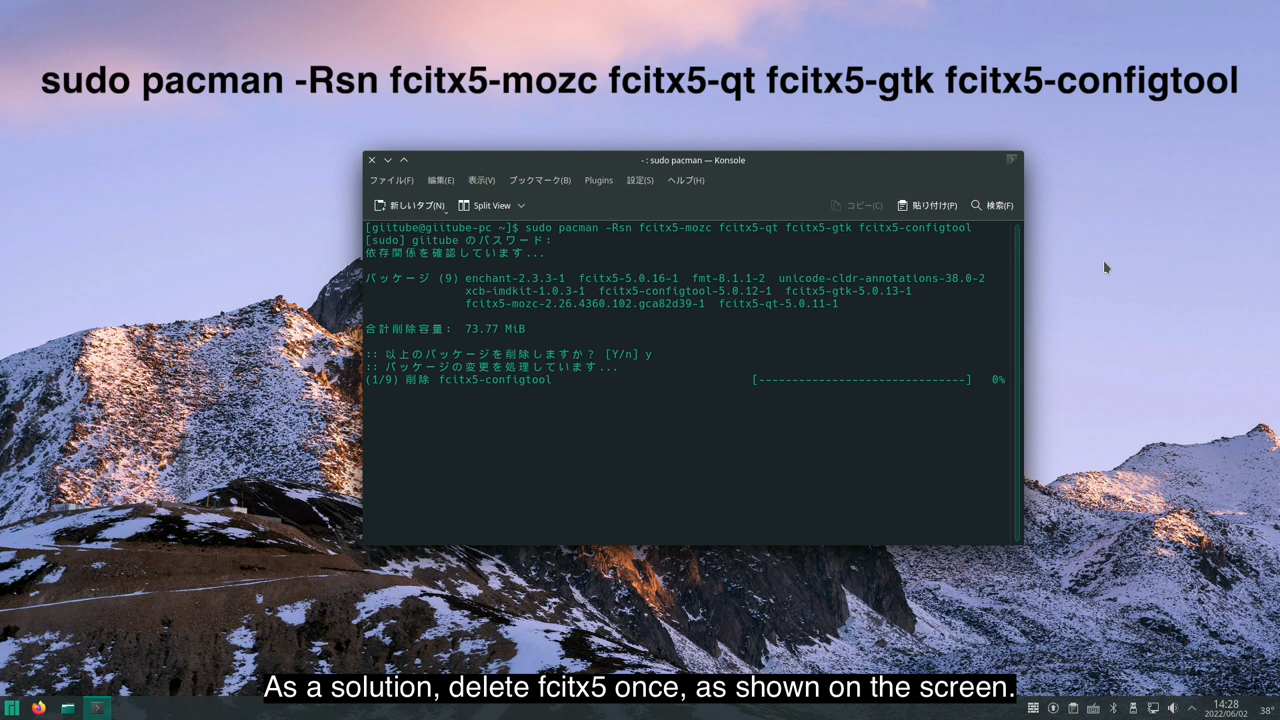 sudo pacman -Rsn fcitx5-mozc fcitx5-qt fcitx5-gtk fcitx5-configtool
- : sudo pacman — Konsole
ファイル(F) 編集(E) 表示(V) ブックマーク(B) Plugins 設定(S) ヘルプ(H)
新しいタブ(N) Split View コピー(C) 貼り付け(P) 検索(F)
[giitube@giitube-pc ~]$ sudo pacman -Rsn fcitx5-mozc fcitx5-qt fcitx5-gtk fcitx5-configtool
[sudo] giitube のパスワード:
依存関係を確認しています...
パッケージ (9) enchant-2.3.3-1 fcitx5-5.0.16-1 fmt-8.1.1-2 unicode-cldr-annotations-38.0-2
xcb-imdkit-1.0.3-1 fcitx5-configtool-5.0.12-1 fcitx5-gtk-5.0.13-1
fcitx5-mozc-2.26.4360.102.gca82d39-1 fcitx5-qt-5.0.11-1
合計削除容量: 73.77 MiB
:: 以上のパッケージを削除しますか？ [Y/n] y
:: パッケージの変更を処理しています...
(1/9) 削除 fcitx5-configtool [-------------------------------] 0%
As a solution, delete fcitx5 once, as shown on the screen.
14:28
2022/06/02
38°